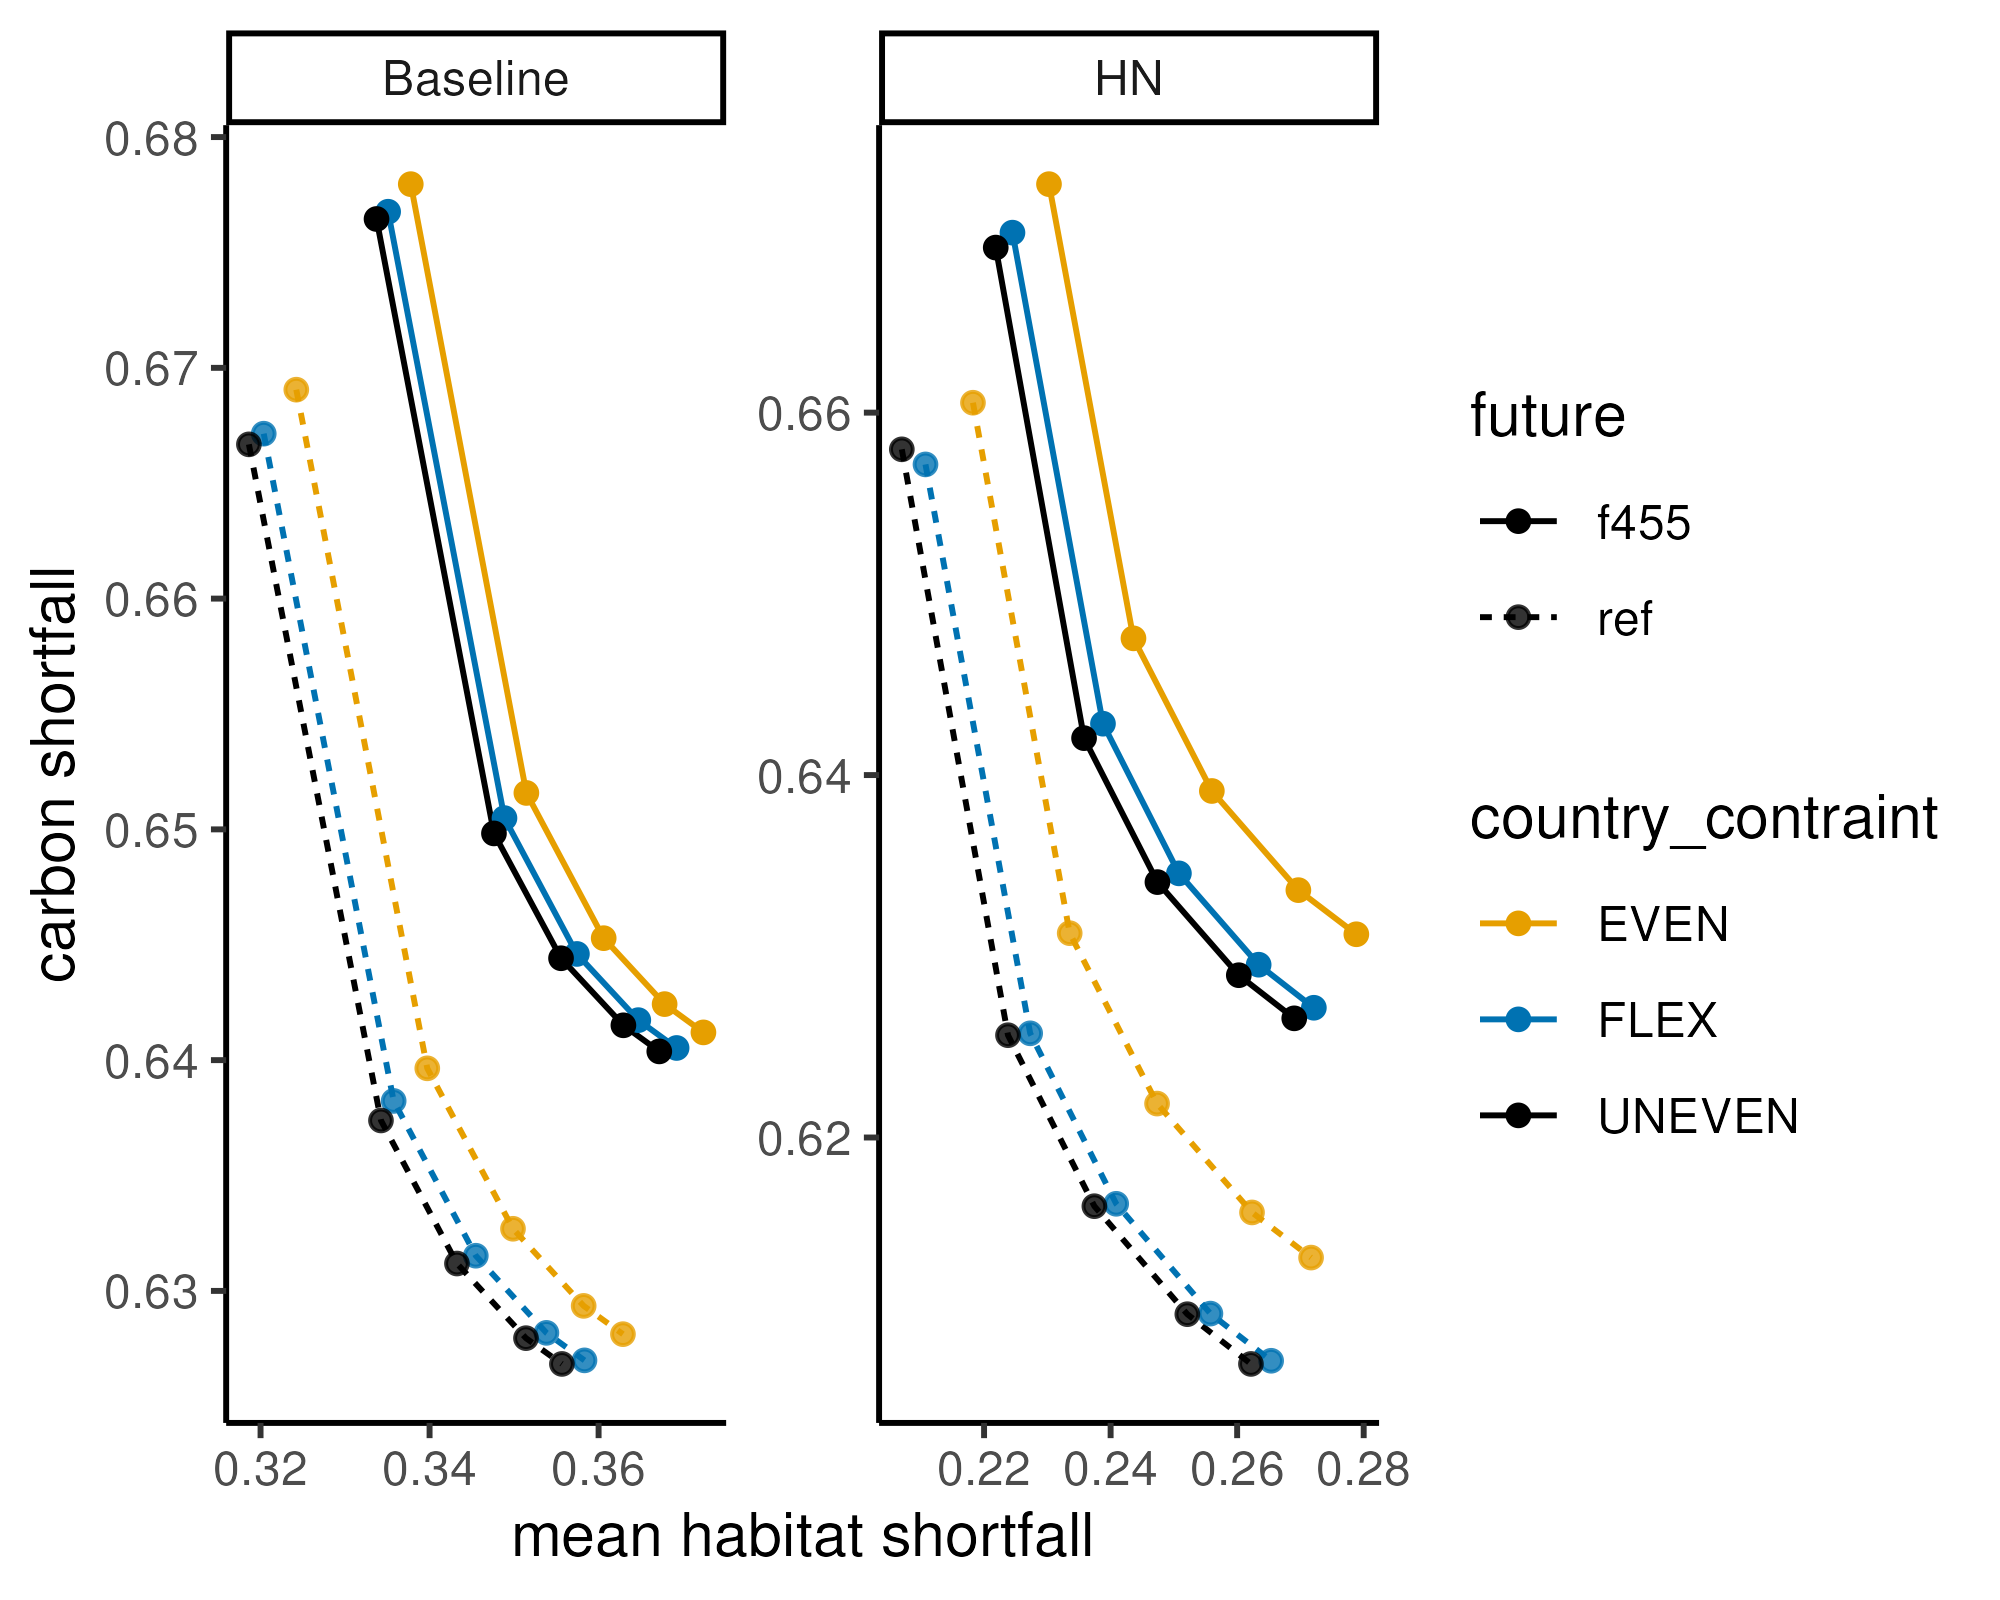 Baseline
HN
0.68
0.67
0.66
0.65
0.64
0.63
0.66
0.64
0.62
0.32
0.34
0.36
0.22
0.24
0.26
0.28
carbon shortfall
mean habitat shortfall
future
f455
ref
country_contraint
EVEN
FLEX
UNEVEN